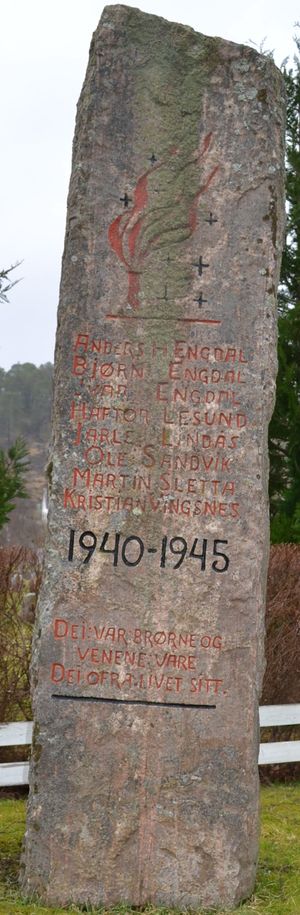 ANDERS H ENGDAL
BJØRN ENGDAL
IVAR ENGDAL
HAFTOR LESUND
JARLE LINDÅS
OLE SANDVIK
MARTIN SLETTA
KRISTIAN VINGSNES
1940-1945
DEI VAR BRØRNE OG
VENENE VÅRE
DEI OFRA LIVET SITT.